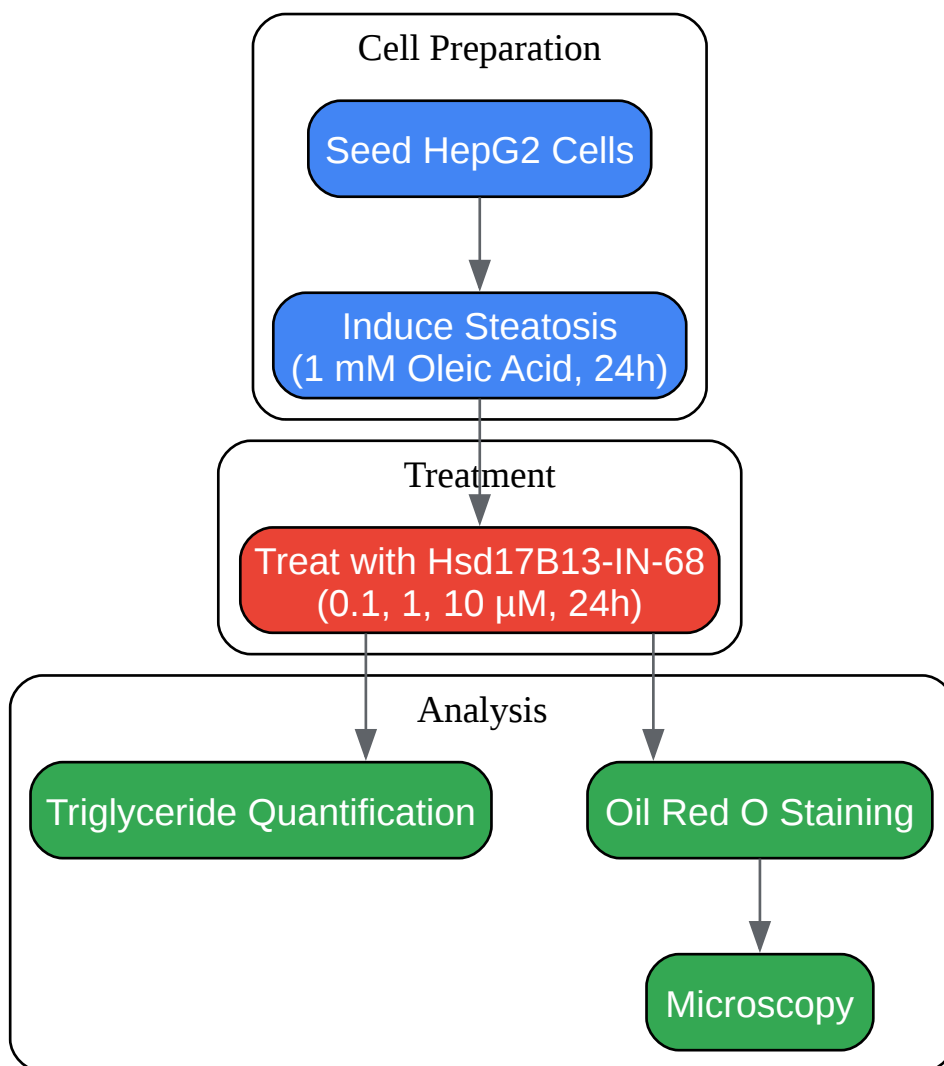 Cell Preparation
Seed HepG2 Cells
Induce Steatosis
(1 mM Oleic Acid, 24h)
Treatment
Treat with Hsd17B13-IN-68
(0.1, 1, 10 µM, 24h)
Analysis
Triglyceride Quantification
Oil Red O Staining
Microscopy